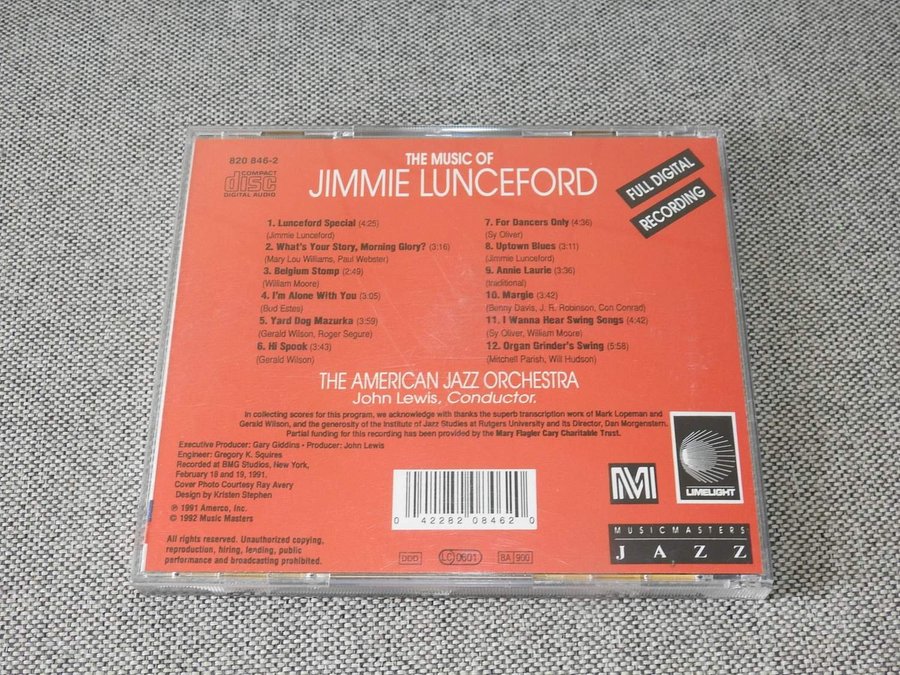 820 846-2
COMPACT
disc
DIGITAL AUDIO
THE MUSIC OF
JIMMIE LUNCEFORD
FULL DIGITAL
RECORDING
1. Lunceford Special (4:25)
(Jimmie Lunceford)
2. What's Your Story, Morning Glory? (3:16)
(Mary Lou Williams, Paul Webster)
3. Belgium Stomp (2:49)
(William Moore)
4. I'm Alone With You (3:05)
(Bud Estes)
5. Yard Dog Mazurka (3:59)
(Gerald Wilson, Roger Segure)
6. Hi Spook (3:43)
(Gerald Wilson)
7. For Dancers Only (4:36)
(Sy Oliver)
8. Uptown Blues (3:11)
(Jimmie Lunceford)
9. Annie Laurie (3:36)
(traditional)
10. Margie (3:42)
(Benny Davis, J. R. Robinson, Con Conrad)
11. I Wanna Hear Swing Songs (4:42)
(Sy Oliver, William Moore)
12. Organ Grinder's Swing (5:58)
(Mitchell Parish, Will Hudson)
THE AMERICAN JAZZ ORCHESTRA
John Lewis, Conductor.
In collecting scores for this program, we acknowledge with thanks the superb transcription work of Mark Lopeman and
Gerald Wilson, and the generosity of the Institute of Jazz Studies at Rutgers University and its Director, Dan Morgenstern.
Partial funding for this recording has been provided by the Mary Flagler Cary Charitable Trust.
Executive Producer: Gary Giddins - Producer: John Lewis
Engineer: Gregory K. Squires
Recorded at BMG Studios, New York,
February 18 and 19, 1991.
Cover Photo Courtesy Ray Avery
Design by Kristen Stephen
℗ 1991 Amerco, Inc.
© 1992 Music Masters
All rights reserved. Unauthorized copying,
reproduction, hiring, lending, public
performance and broadcasting prohibited.
0 42282 08462 0
DDD LC 0601 BA 900
MM
LIMELIGHT
MUSICMASTERS
JAZZ